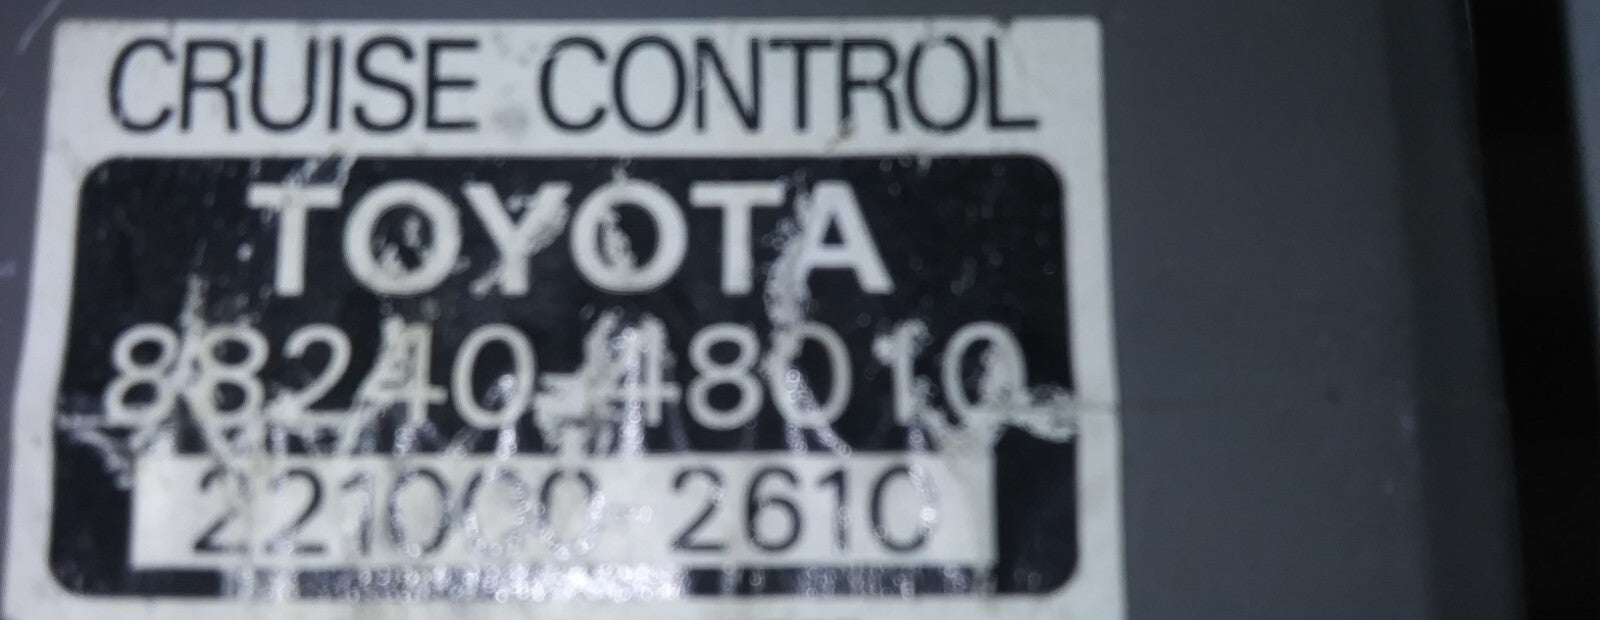 CRUISE CONTROL
TOYOTA
88240-48010
221000-2610